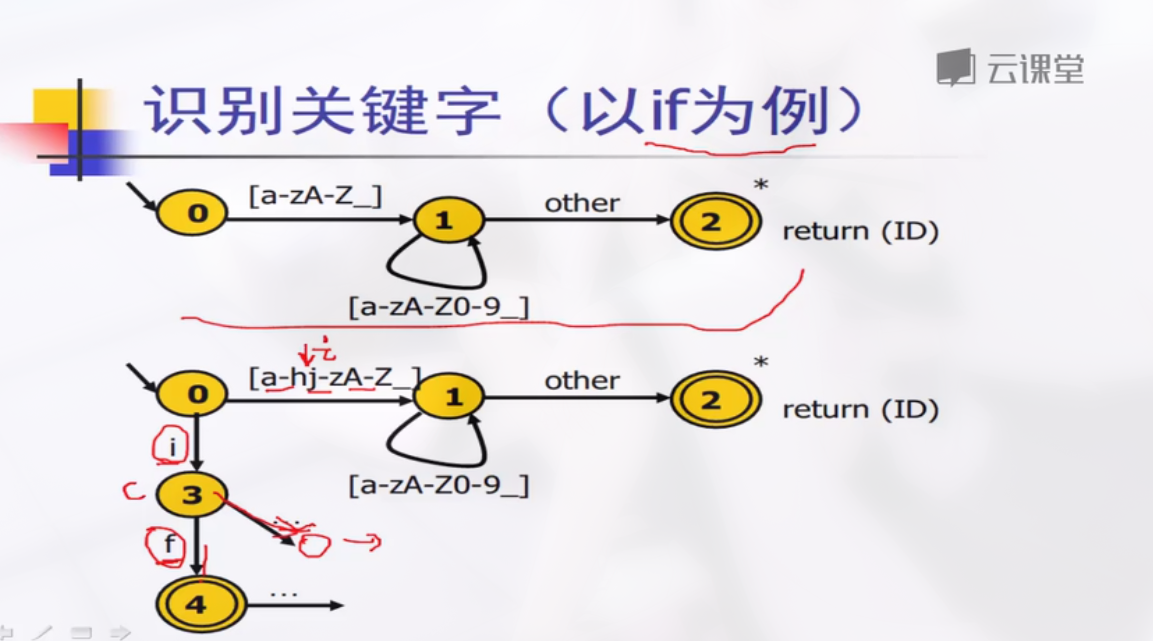 云课堂
识别关键字（以if为例）
0 [a-zA-Z_] 1 other 2 * return (ID)
[a-zA-Z0-9_]
i
0 [a-hj-zA-Z_] 1 other 2 * return (ID)
i
[a-zA-Z0-9_]
c 3 ...
f
4 ...